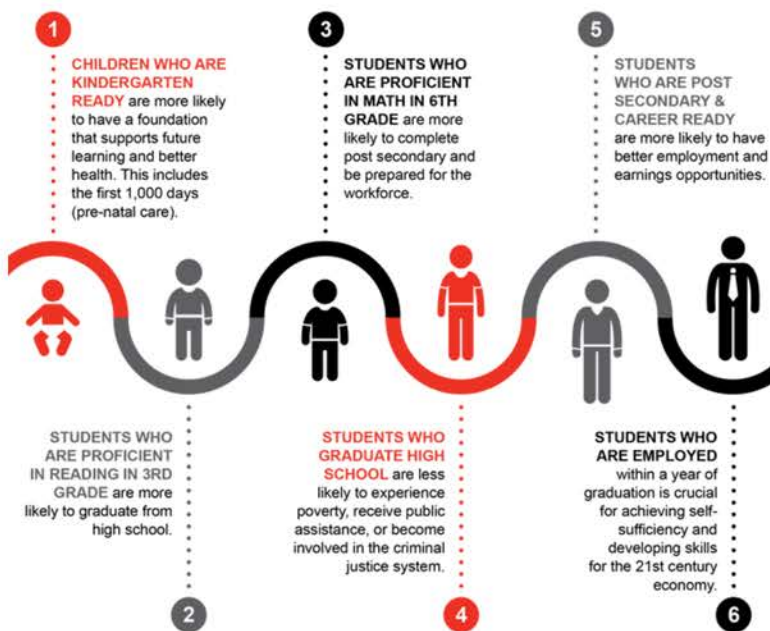 1
CHILDREN WHO ARE
KINDERGARTEN
READY are more likely
to have a foundation
that supports future
learning and better
health. This includes
the first 1,000 days
(pre-natal care).
STUDENTS WHO
ARE PROFICIENT
IN READING IN 3RD
GRADE are more
likely to graduate from
high school.
2
3
STUDENTS WHO
ARE PROFICIENT
IN MATH IN 6TH
GRADE are more
likely to complete
post secondary and
be prepared for the
workforce.
STUDENTS WHO
GRADUATE HIGH
SCHOOL are less
likely to experience
poverty, receive public
assistance, or become
involved in the criminal
justice system.
4
5
STUDENTS
WHO ARE POST
SECONDARY &
CAREER READY
are more likely to have
better employment and
earnings opportunities.
STUDENTS WHO
ARE EMPLOYED
within a year of
graduation is crucial
for achieving self-
sufficiency and
developing skills
for the 21st century
economy.
6